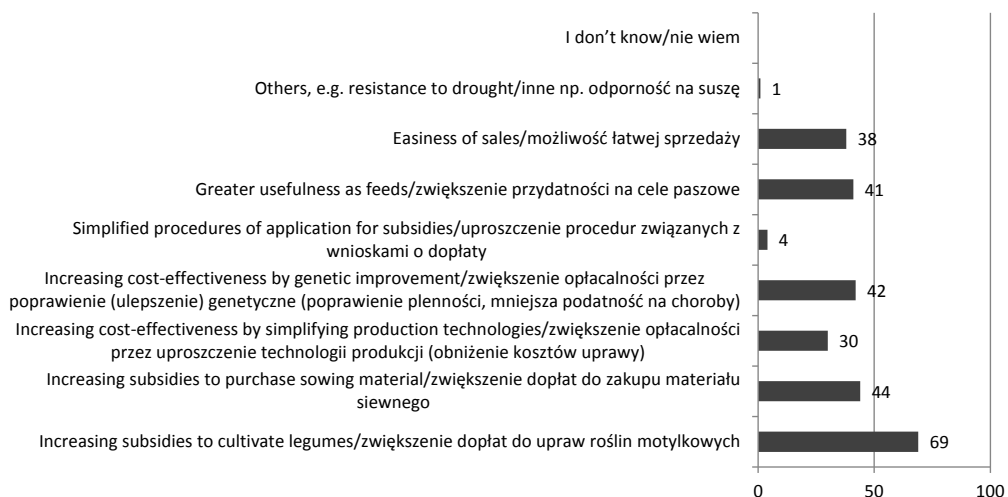 I don't know/nie wiem
Others, e.g. resistance to drought/inne np. odporność na suszę
1
Easiness of sales/możliwość łatwej sprzedaży
38
Greater usefulness as feeds/zwiększenie przydatności na cele paszowe
41
Simplified procedures of application for subsidies/uproszczenie procedur związanych z
wnioskami o dopłaty
4
Increasing cost-effectiveness by genetic improvement/zwiększenie opłacalności przez
poprawienie (ulepszenie) genetyczne (poprawienie plenności, mniejsza podatność na choroby)
42
Increasing cost-effectiveness by simplifying production technologies/zwiększenie opłacalności
przez uproszczenie technologii produkcji (obniżenie kosztów uprawy)
30
Increasing subsidies to purchase sowing material/zwiększenie dopłat do zakupu materiału
siewnego
44
Increasing subsidies to cultivate legumes/zwiększenie dopłat do upraw roślin motylkowych
69
0 50 100